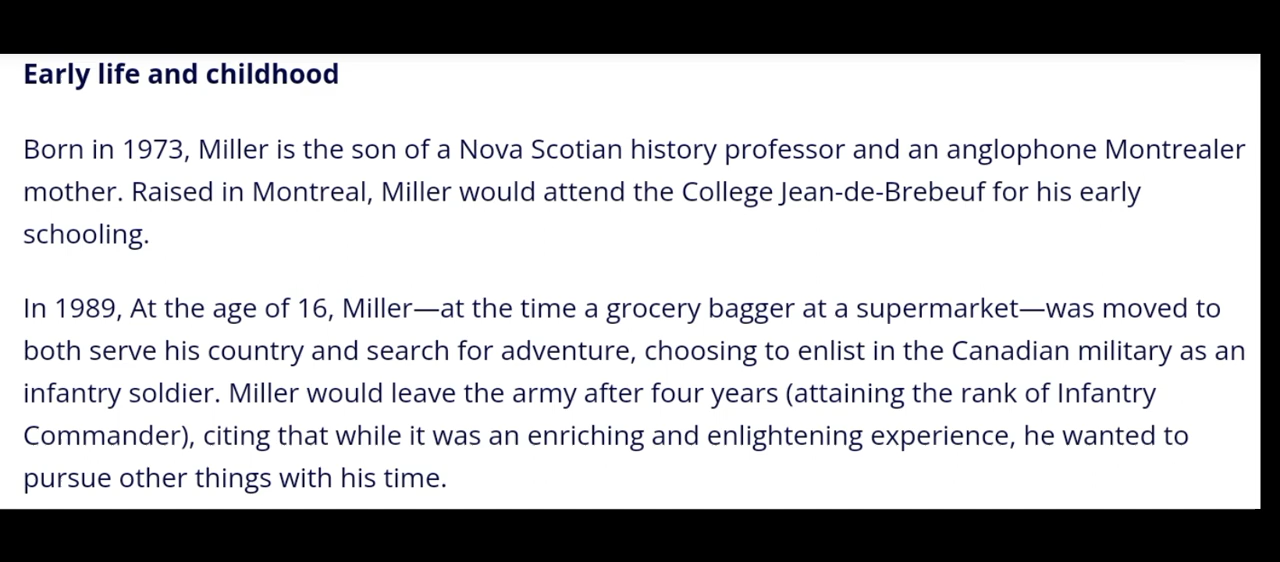 Early life and childhood
Born in 1973, Miller is the son of a Nova Scotian history professor and an anglophone Montrealer
mother. Raised in Montreal, Miller would attend the College Jean-de-Brebeuf for his early
schooling.
In 1989, At the age of 16, Miller—at the time a grocery bagger at a supermarket—was moved to
both serve his country and search for adventure, choosing to enlist in the Canadian military as an
infantry soldier. Miller would leave the army after four years (attaining the rank of Infantry
Commander), citing that while it was an enriching and enlightening experience, he wanted to
pursue other things with his time.